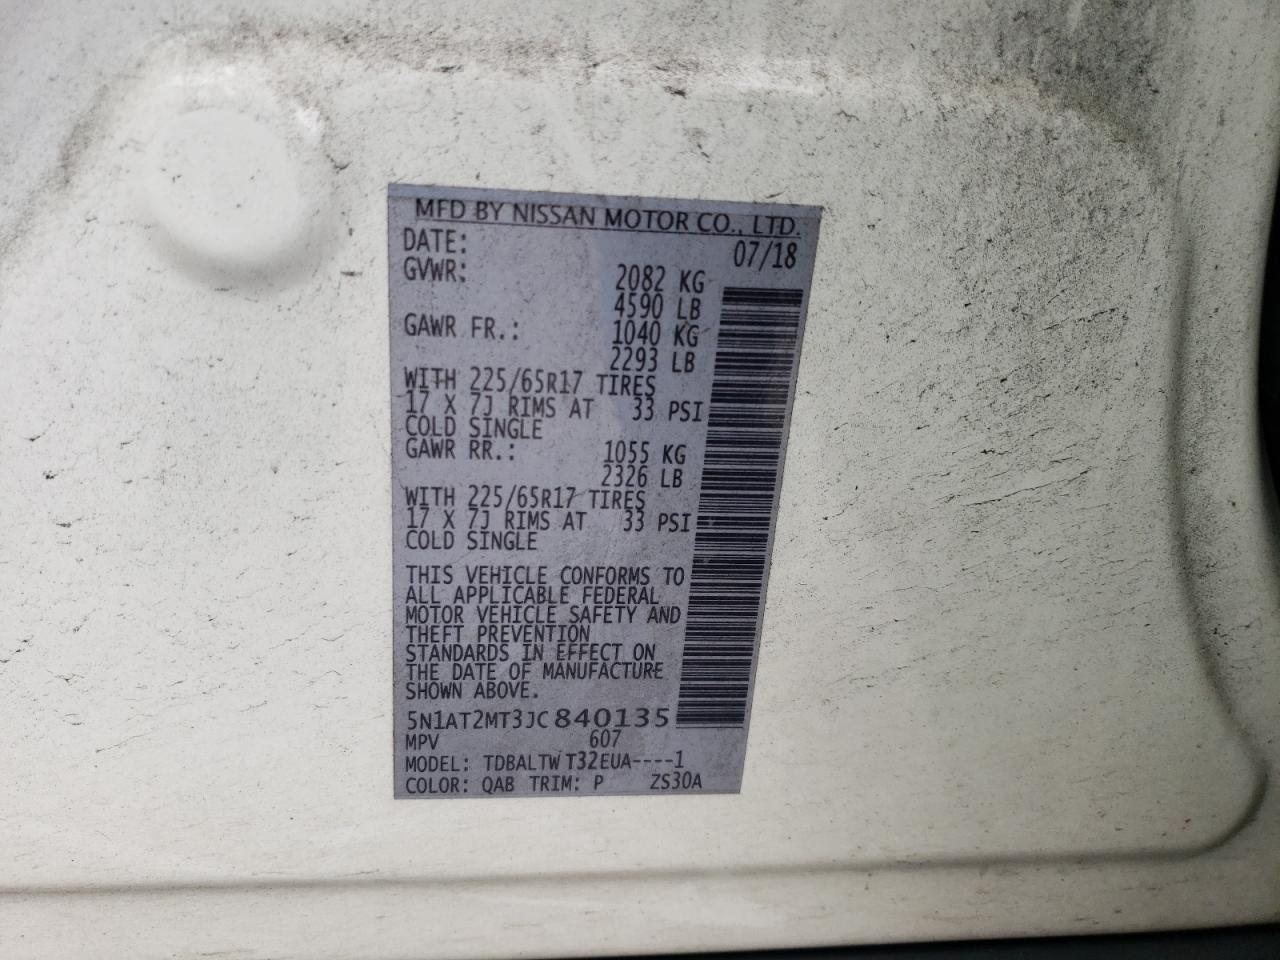 MFD BY NISSAN MOTOR CO., LTD.
DATE: 07/18
GVWR: 2082 KG
4590 LB
GAWR FR.: 1040 KG
2293 LB
WITH 225/65R17 TIRES
17 X 7J RIMS AT 33 PSI
COLD SINGLE
GAWR RR.: 1055 KG
2326 LB
WITH 225/65R17 TIRES
17 X 7J RIMS AT 33 PSI
COLD SINGLE
THIS VEHICLE CONFORMS TO
ALL APPLICABLE FEDERAL
MOTOR VEHICLE SAFETY AND
THEFT PREVENTION
STANDARDS IN EFFECT ON
THE DATE OF MANUFACTURE
SHOWN ABOVE.
5N1AT2MT3JC840135
MPV 607
MODEL: TDBALTW T32EUA----1
COLOR: QAB TRIM: P ZS30A